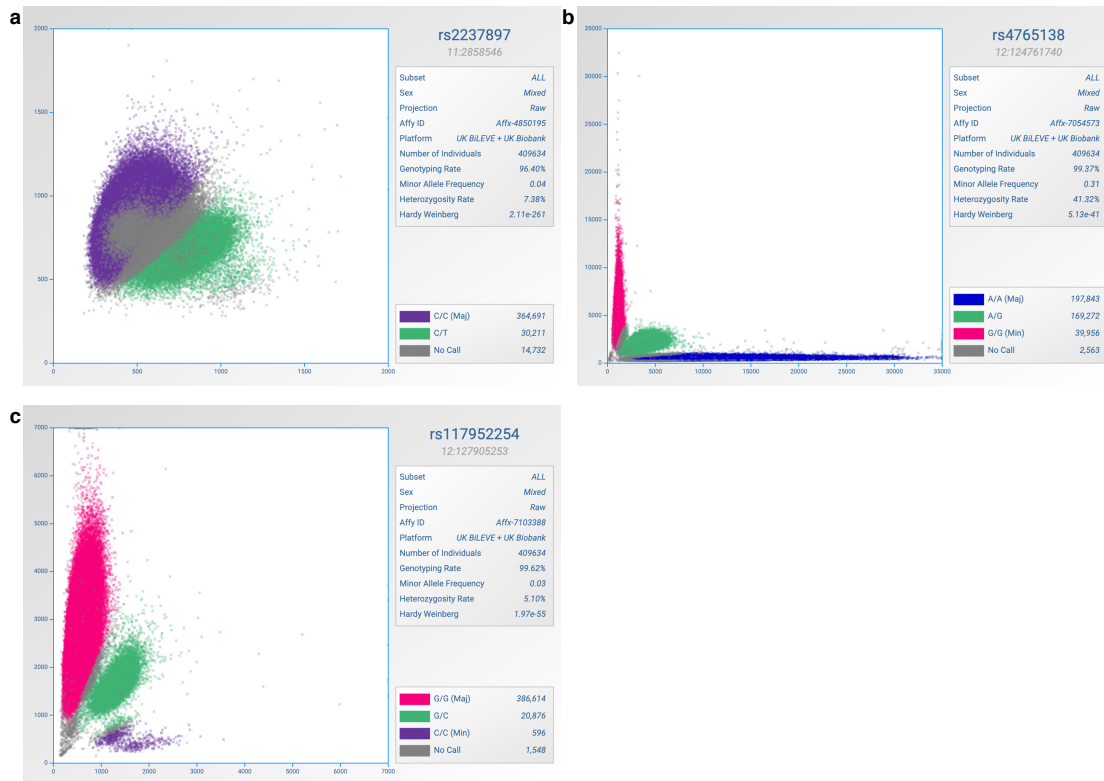 a
rs2237897
11:2858546
Subset ALL
Sex Mixed
Projection Raw
Affy ID Affx-4850195
Platform UK BiLEVE + UK Biobank
Number of Individuals 409634
Genotyping Rate 96.40%
Minor Allele Frequency 0.04
Heterozygosity Rate 7.38%
Hardy Weinberg 2.11e-261
C/C (Maj) 364,691
C/T 30,211
No Call 14,732
2000
1500
1000
500
0
500
1000
1500
2000
b
rs4765138
12:124761740
Subset ALL
Sex Mixed
Projection Raw
Affy ID Affx-7054573
Platform UK BiLEVE + UK Biobank
Number of Individuals 409634
Genotyping Rate 99.37%
Minor Allele Frequency 0.31
Heterozygosity Rate 41.32%
Hardy Weinberg 5.13e-41
A/A (Maj) 197,843
A/G 169,272
G/G (Min) 39,956
No Call 2,563
35000
30000
25000
20000
15000
10000
5000
0
0
5000
10000
15000
20000
25000
30000
35000
c
rs117952254
12:127905253
Subset ALL
Sex Mixed
Projection Raw
Affy ID Affx-7103388
Platform UK BiLEVE + UK Biobank
Number of Individuals 409634
Genotyping Rate 99.62%
Minor Allele Frequency 0.03
Heterozygosity Rate 5.10%
Hardy Weinberg 1.97e-55
G/G (Maj) 386,614
G/C 20,876
C/C (Min) 596
No Call 1,548
7000
6000
5000
4000
3000
2000
1000
0
0
1000
2000
3000
4000
5000
6000
7000